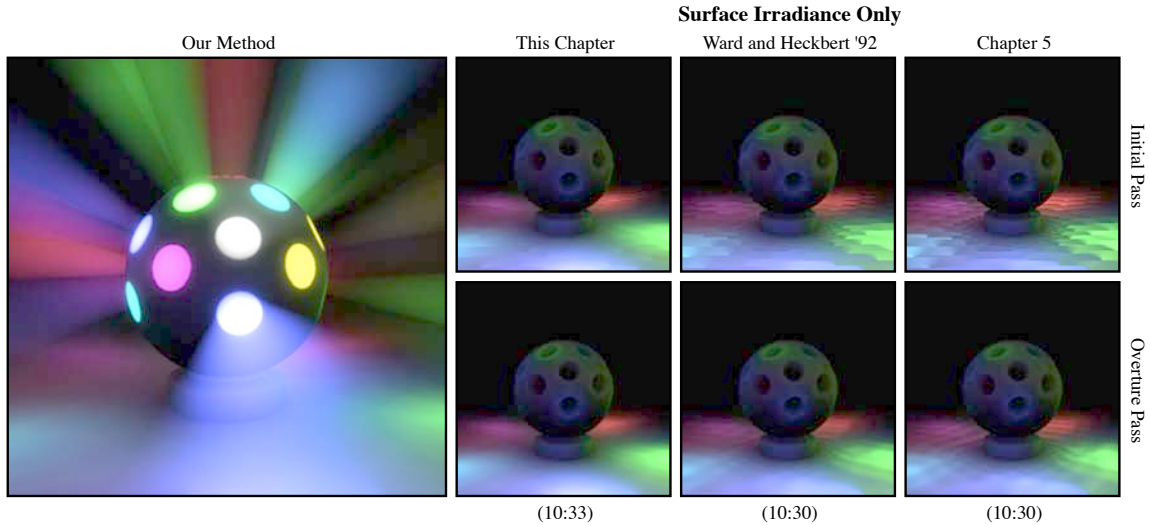 Surface Irradiance Only
Our Method
This Chapter
Ward and Heckbert '92
Chapter 5
Initial Pass
Overture Pass
(10:33)
(10:30)
(10:30)